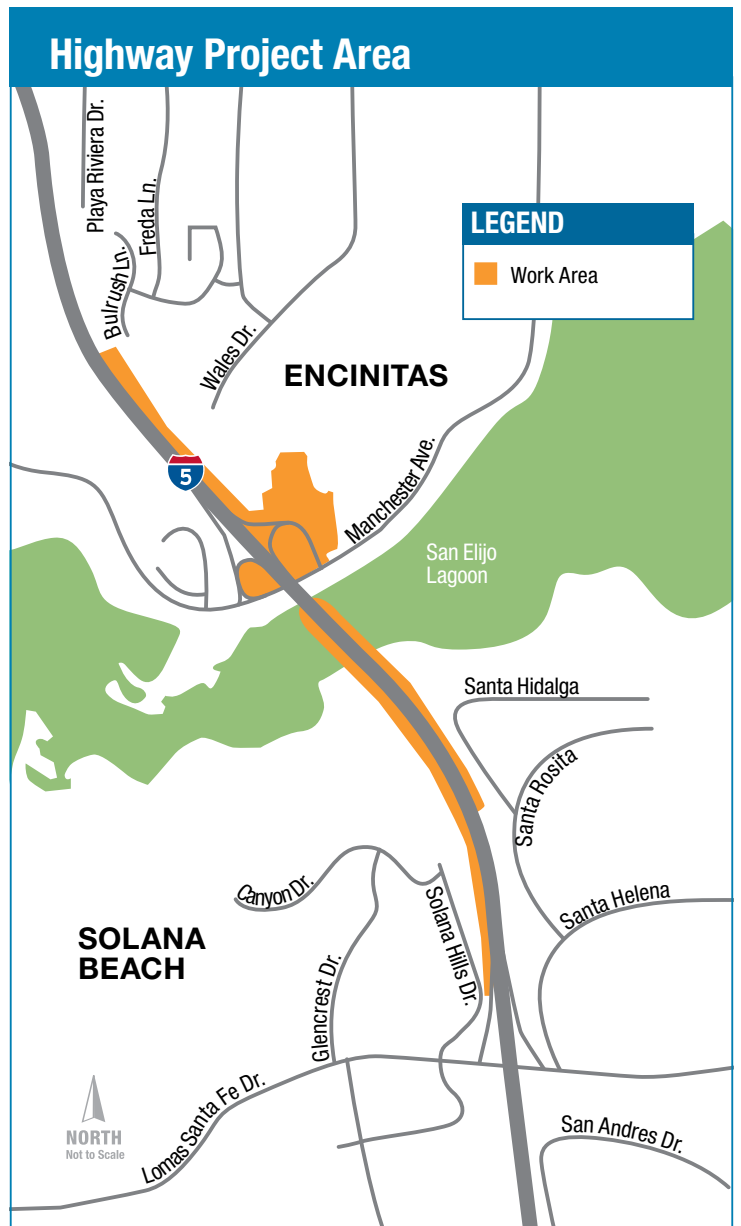 Highway Project Area
Playa Riviera Dr.
Freda Ln.
Bulrush Ln.
LEGEND
Work Area
Wales Dr.
ENCINITAS
5
Manchester Ave.
San Elijo
Lagoon
Santa Hidalga
Santa Rosita
Canyon Dr.
Solana Hills Dr.
Santa Helena
SOLANA
BEACH
Glencrest Dr.
NORTH
Not to Scale
Lomas Santa Fe Dr.
San Andres Dr.